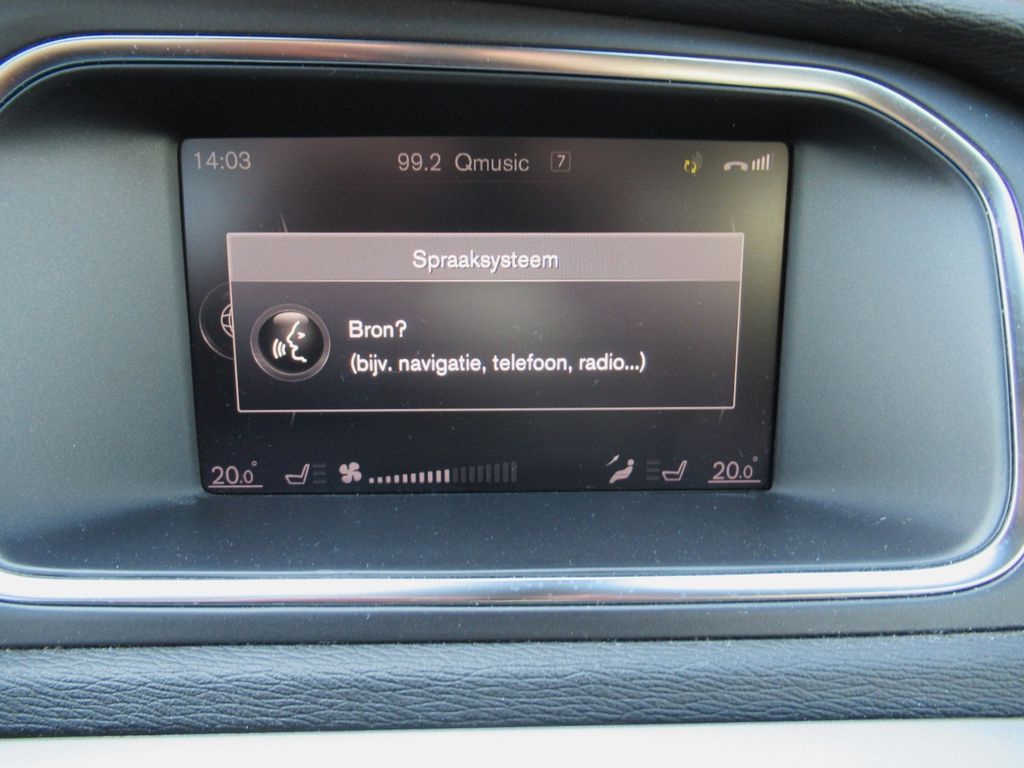 14:03 99.2 Qmusic 7
Spraaksysteem
Bron?
(bijv. navigatie, telefoon, radio...)
20.0° 20.0°